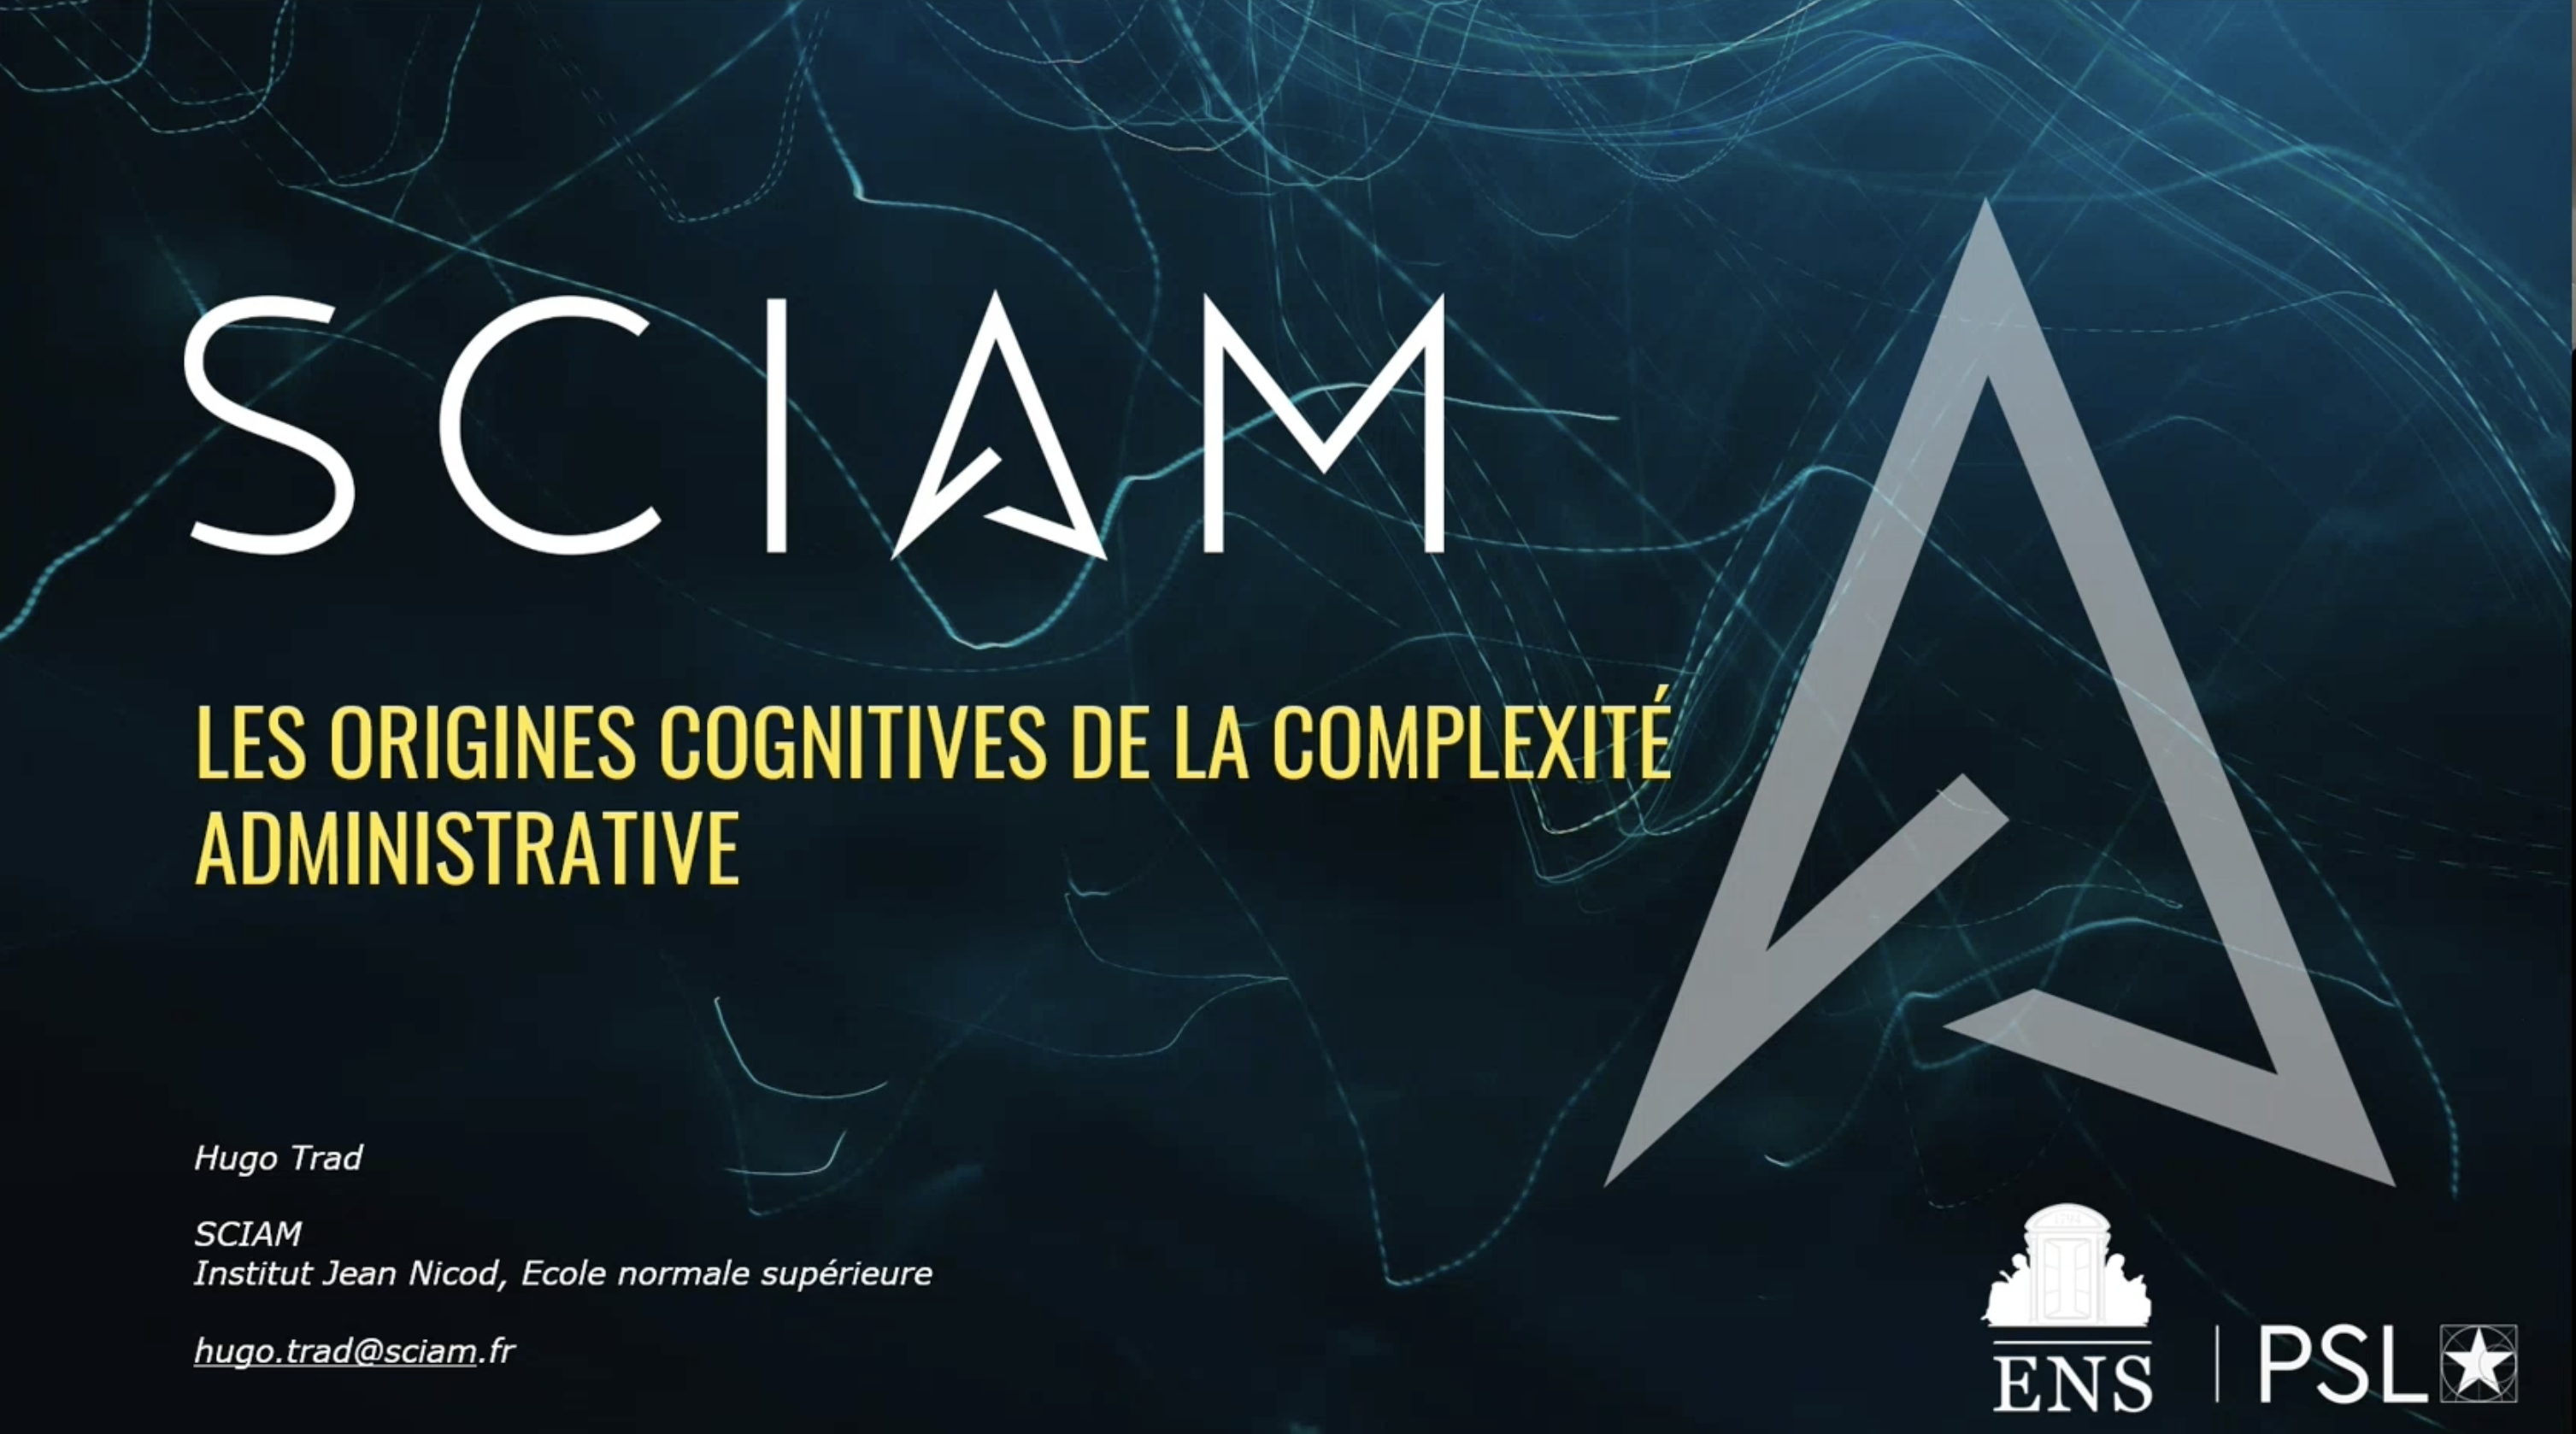 SCIAM
LES ORIGINES COGNITIVES DE LA COMPLEXITÉ
ADMINISTRATIVE
Hugo Trad
SCIAM
Institut Jean Nicod, Ecole normale supérieure
hugo.trad@sciam.fr
ENS
PSL